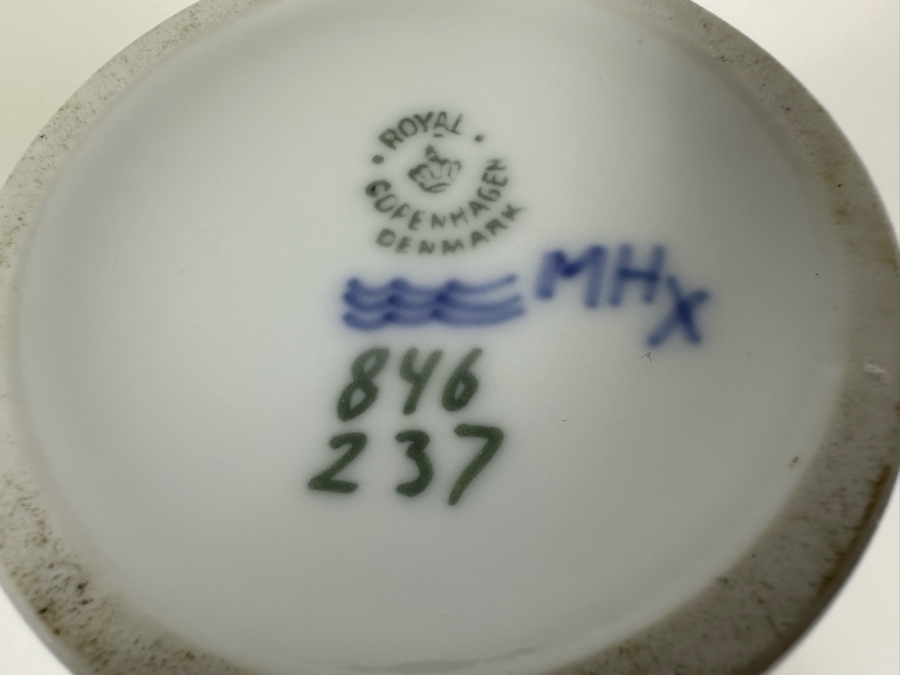 ROYAL
COPENHAGEN
DENMARK
MHX
846
237